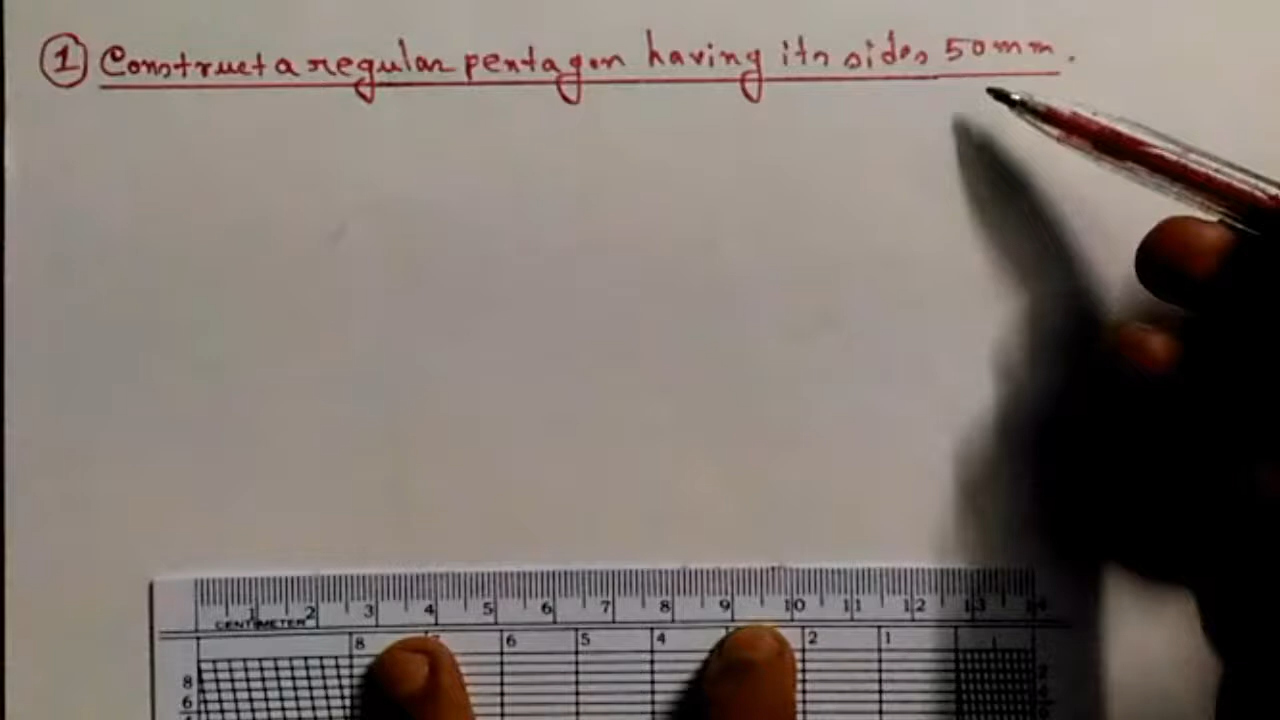 1 Construct a regular pentagon having its sides 50mm.
1 2 3 4 5 6 7 8 9 10 11 12 13 14
CENTIMETER
8 6 5 4 2 1
8
6